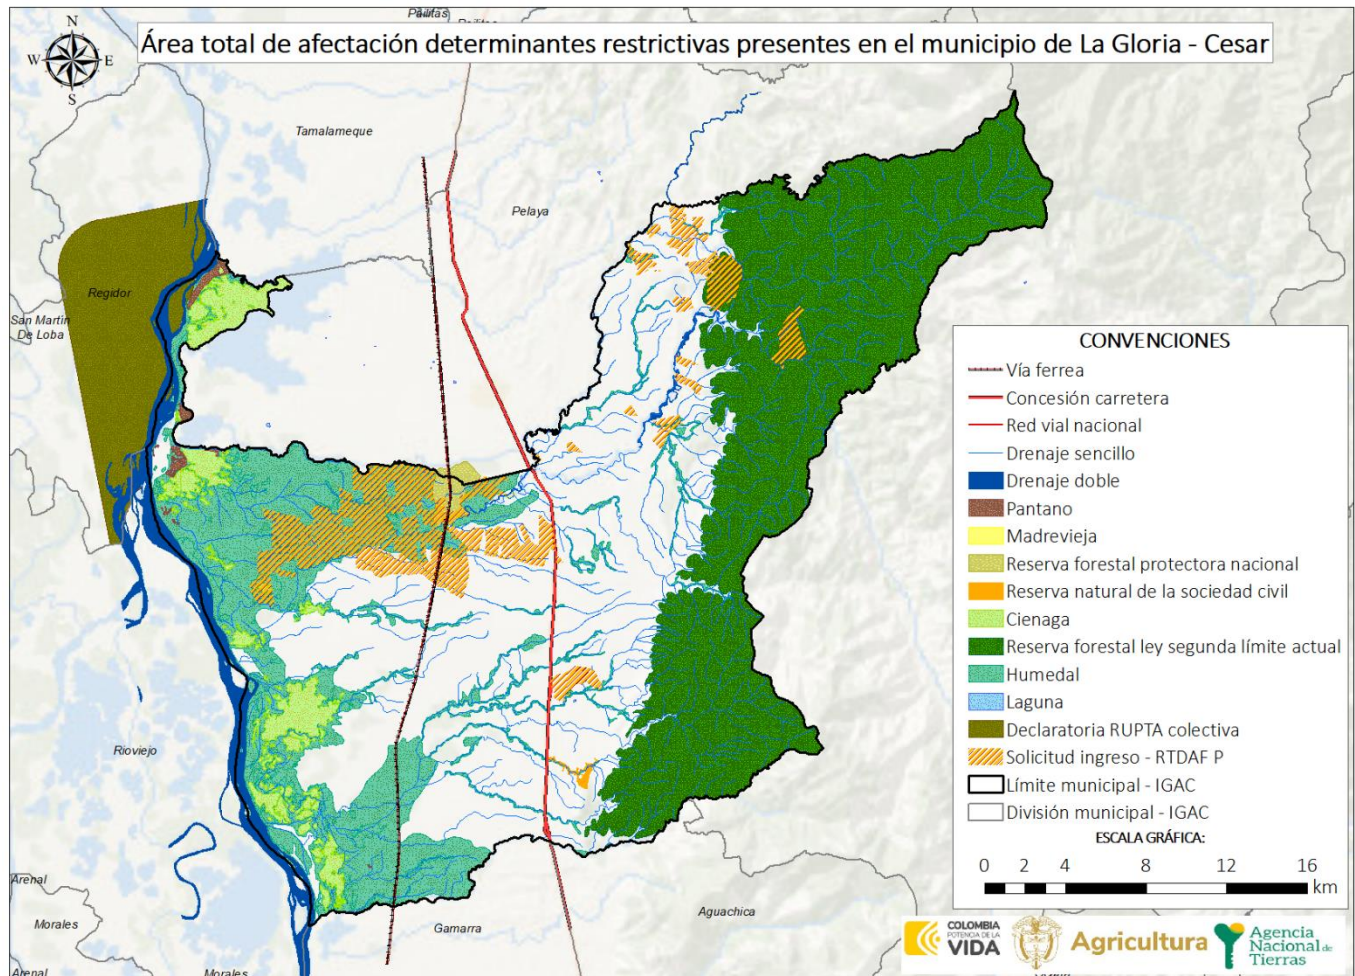 Pailitas
Área total de afectación determinantes restrictivas presentes en el municipio de La Gloria - Cesar
N
W
E
S
Tamalameque
Pelaya
Regidor
San Martín
De Loba
Rioviejo
Arenal
Morales
Gamarra
Aguachica
Arenal
Morales
CONVENCIONES
Vía ferrea
Concesión carretera
Red vial nacional
Drenaje sencillo
Drenaje doble
Pantano
Madrevieja
Reserva forestal protectora nacional
Reserva natural de la sociedad civil
Cienaga
Reserva forestal ley segunda límite actual
Humedal
Laguna
Declaratoria RUPTA colectiva
Solicitud ingreso - RTDAF P
Límite municipal - IGAC
División municipal - IGAC
ESCALA GRÁFICA:
0 2 4 8 12 16
km
COLOMBIA
POTENCIA DE LA
VIDA
Agricultura
Agencia
Nacional de
Tierras